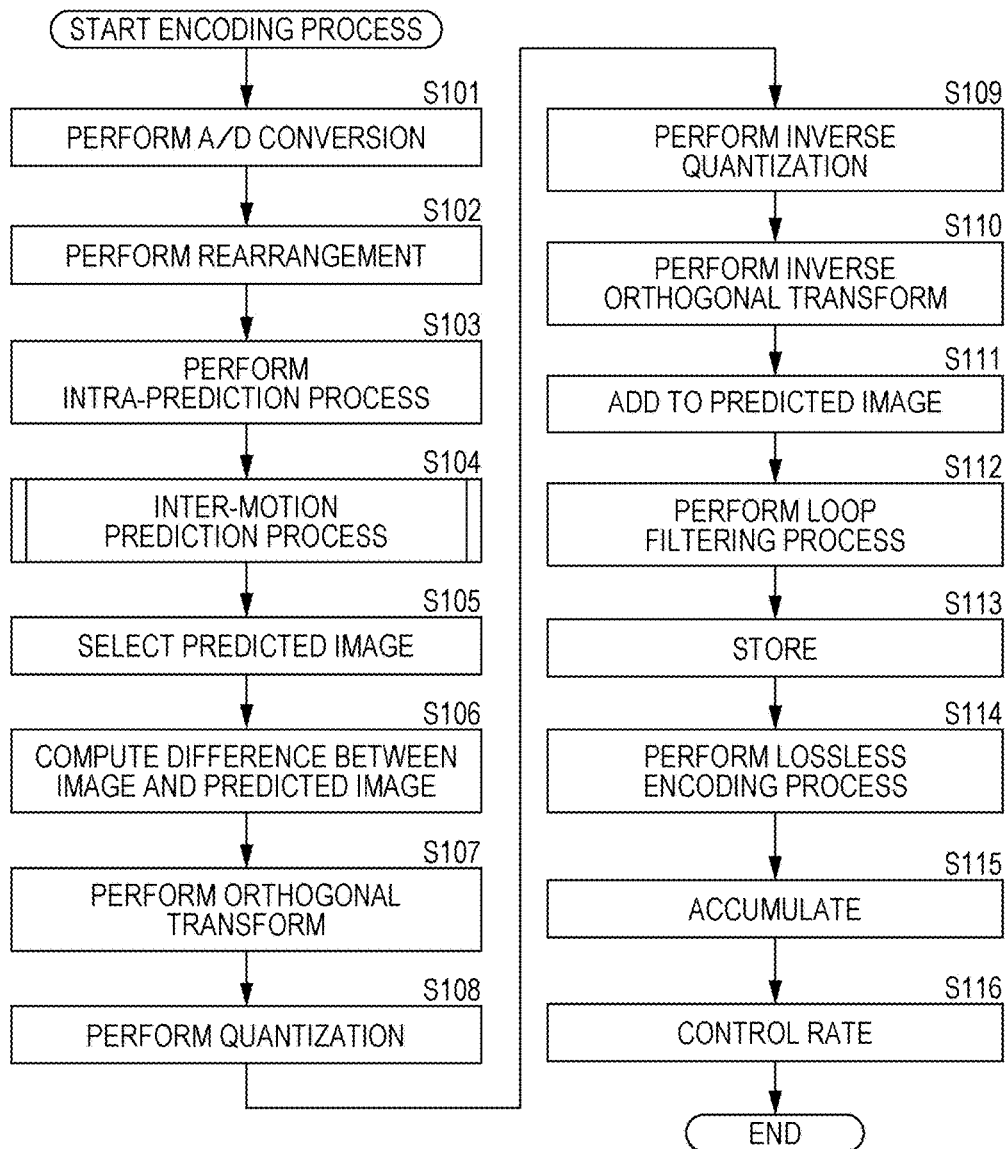 START ENCODING PROCESS
S101
PERFORM A/D CONVERSION
S102
PERFORM REARRANGEMENT
S103
PERFORM
INTRA-PREDICTION PROCESS
S104
INTER-MOTION
PREDICTION PROCESS
S105
SELECT PREDICTED IMAGE
S106
COMPUTE DIFFERENCE BETWEEN
IMAGE AND PREDICTED IMAGE
S107
PERFORM ORTHOGONAL
TRANSFORM
S108
PERFORM QUANTIZATION
S109
PERFORM INVERSE
QUANTIZATION
S110
PERFORM INVERSE
ORTHOGONAL TRANSFORM
S111
ADD TO PREDICTED IMAGE
S112
PERFORM LOOP
FILTERING PROCESS
S113
STORE
S114
PERFORM LOSSLESS
ENCODING PROCESS
S115
ACCUMULATE
S116
CONTROL RATE
END